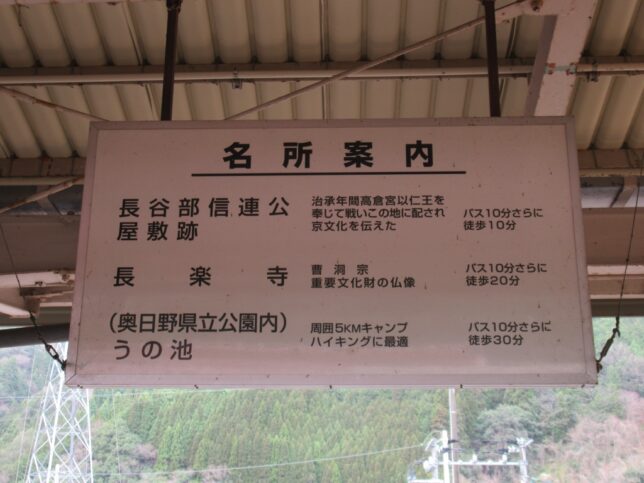 名所案内
長谷部信連公
屋敷跡
治承年間高倉宮以仁王を
奉じて戦いこの地に配され
京文化を伝えた
バス10分さらに
徒歩10分
長楽寺
曹洞宗
重要文化財の仏像
バス10分さらに
徒歩20分
(奥日野県立公園内)
うの池
周囲5KMキャンプ
ハイキングに最適
バス10分さらに
徒歩30分